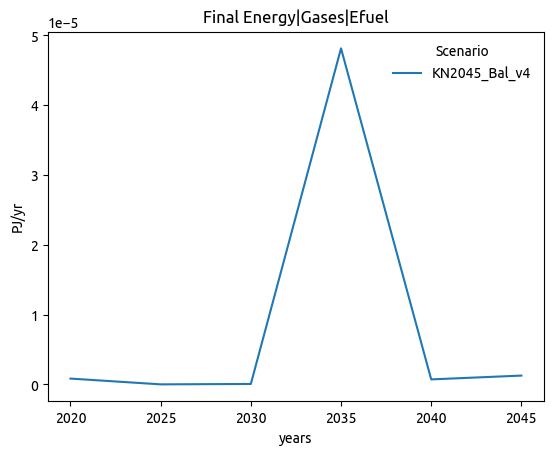 Final Energy|Gases|Efuel
1e−5
5
4
3
2
1
0
PJ/yr
Scenario
KN2045_Bal_v4
2020 2025 2030 2035 2040 2045
years